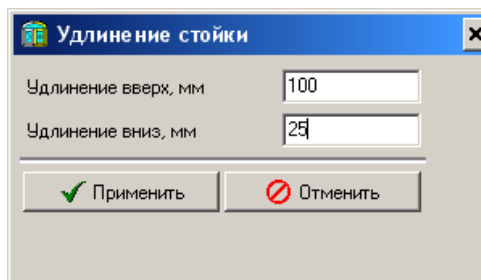 Удлинение стойки
Удлинение вверх, мм 100
Удлинение вниз, мм 25
Применить Отменить